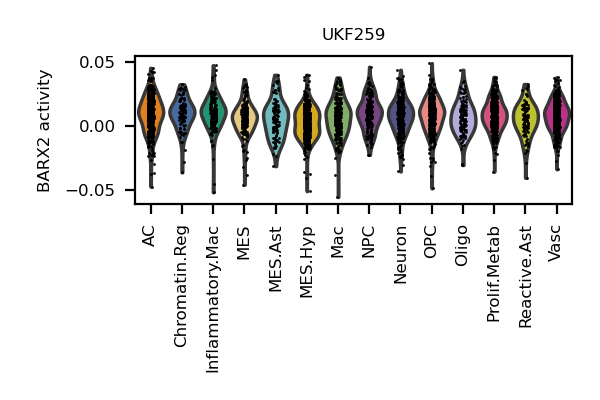 UKF259
BARX2 activity
0.05
0.00
−0.05
AC
Chromatin.Reg
Inflammatory.Mac
MES
MES.Ast
MES.Hyp
Mac
NPC
Neuron
OPC
Oligo
Prolif.Metab
Reactive.Ast
Vasc